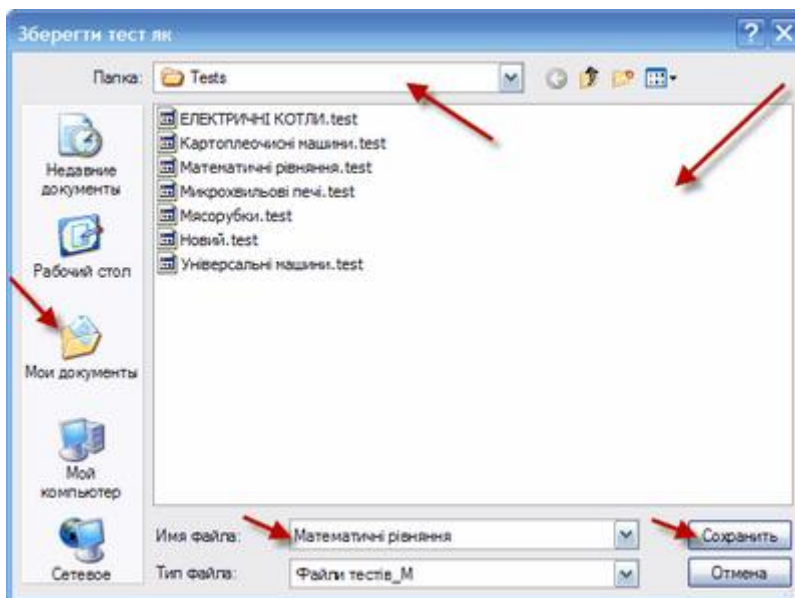 Зберегти тест як
Папка: Tests
Недавние
документы
Рабочий стол
Мои документы
Мой
компьютер
Сетевое
ЕЛЕКТРИЧНІ КОТЛИ.test
Картоплеочисні машини.test
Математичні рівняння.test
Микрохвильові печі.test
Мясорубки.test
Новий.test
Універсальні машини.test
Имя файла: Математичні рівняння Сохранить
Тип файла: Файли тестів_М Отмена